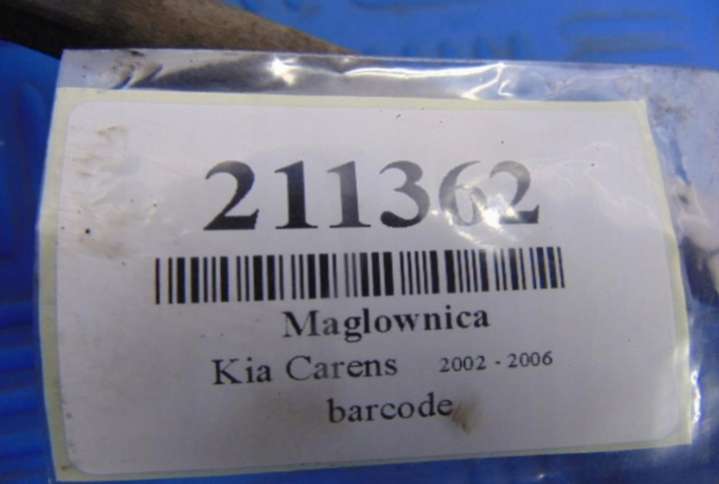 211362
Maglownica
Kia Carens 2002 - 2006
barcode